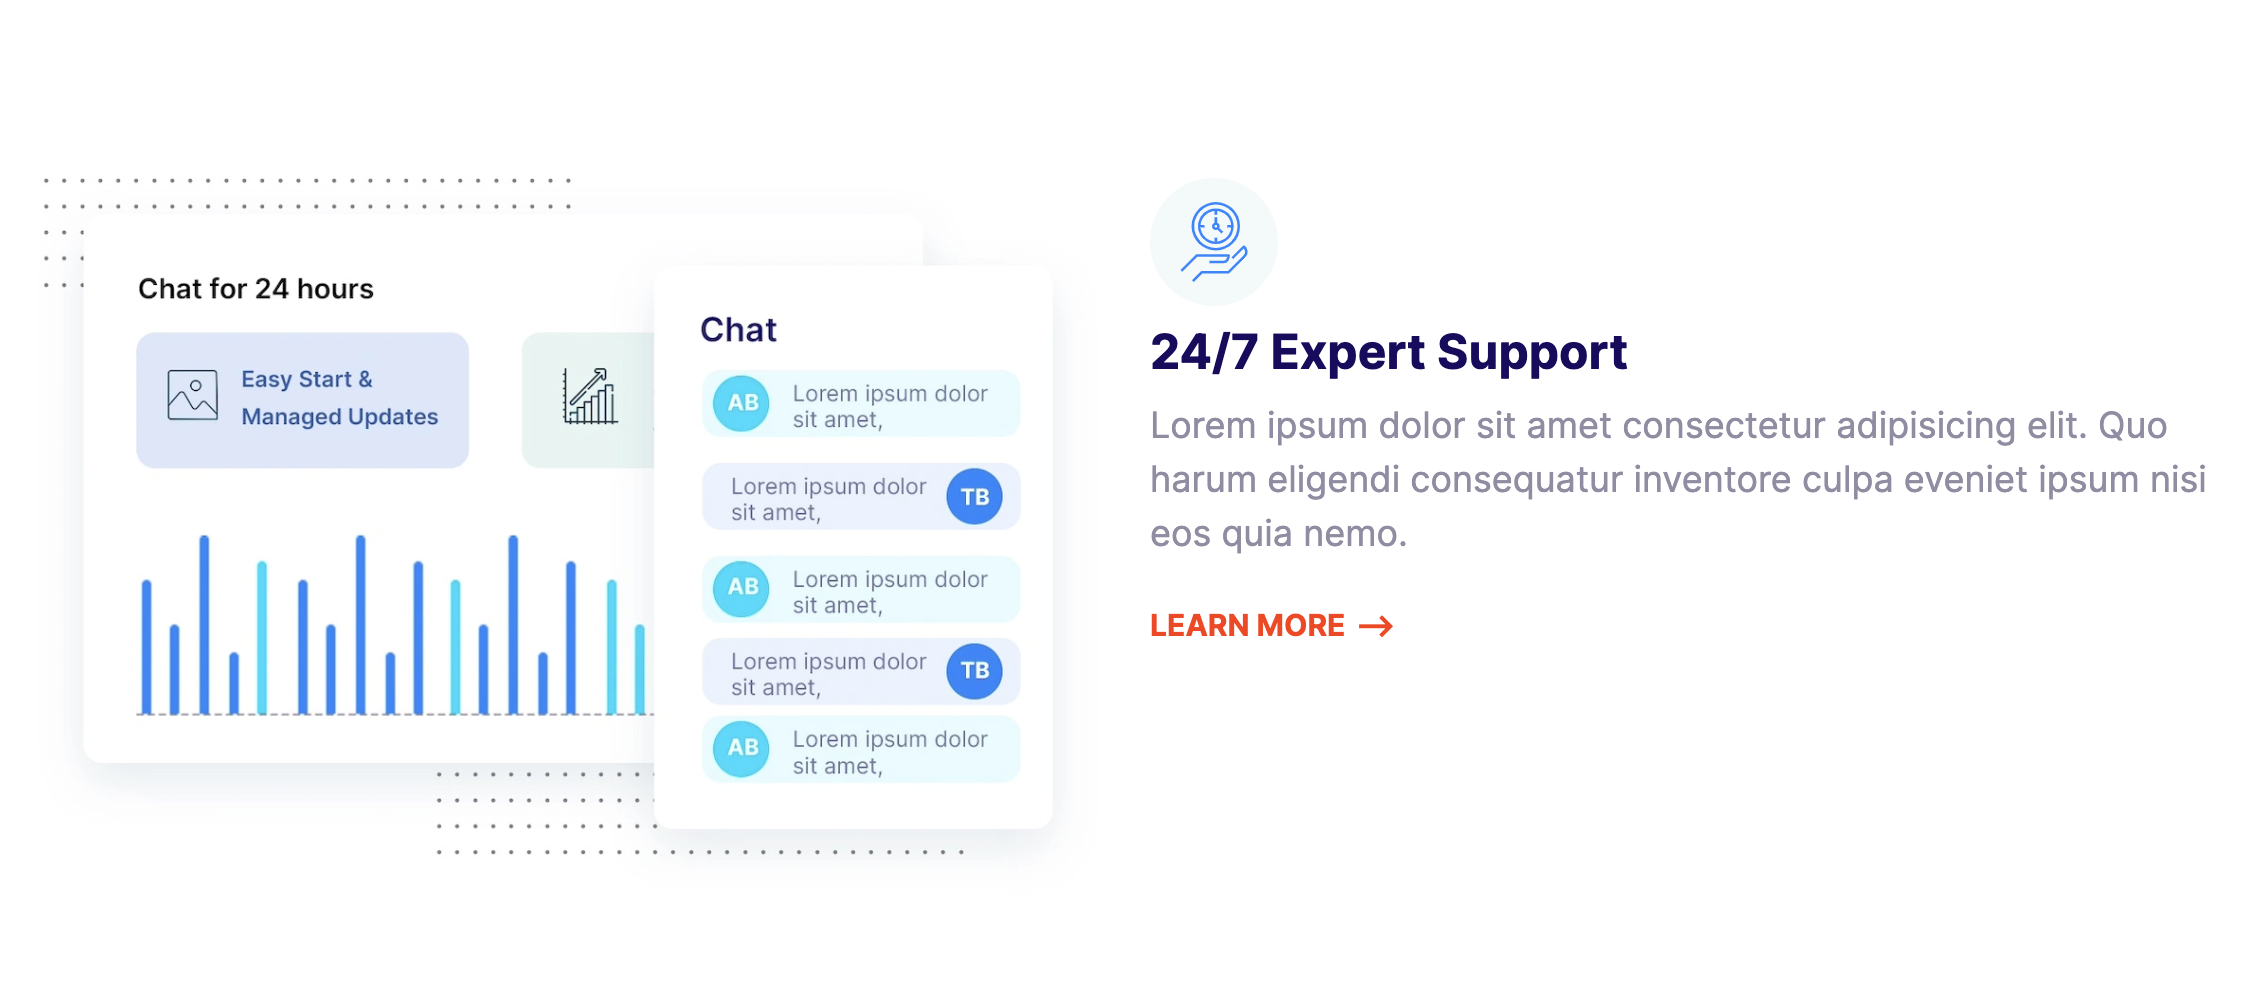 Chat for 24 hours
Easy Start &
Managed Updates
Chat
AB
Lorem ipsum dolor
sit amet,
Lorem ipsum dolor
sit amet,
TB
AB
Lorem ipsum dolor
sit amet,
Lorem ipsum dolor
sit amet,
TB
AB
Lorem ipsum dolor
sit amet,
24/7 Expert Support
Lorem ipsum dolor sit amet consectetur adipisicing elit. Quo
harum eligendi consequatur inventore culpa eveniet ipsum nisi
eos quia nemo.
LEARN MORE →